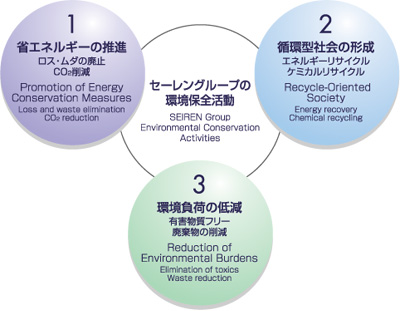 1
省エネルギーの推進
ロス・ムダの廃止
CO₂削減
Promotion of Energy
Conservation Measures
Loss and waste elimination
CO₂ reduction
2
循環型社会の形成
エネルギーリサイクル
ケミカルリサイクル
Recycle-Oriented
Society
Energy recovery
Chemical recycling
セーレングループの
環境保全活動
SEIREN Group
Environmental Conservation
Activities
3
環境負荷の低減
有害物質フリー
廃棄物の削減
Reduction of
Environmental Burdens
Elimination of toxics
Waste reduction